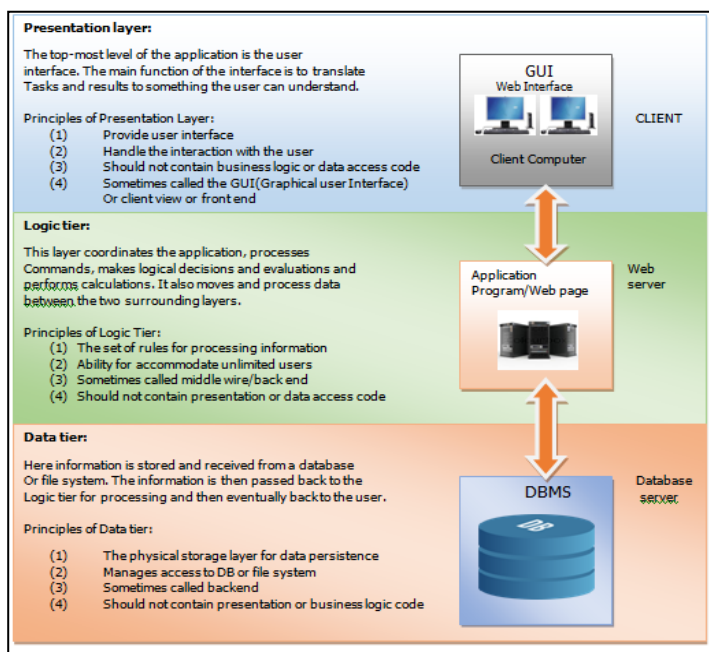 Presentation layer:
The top-most level of the application is the user
interface. The main function of the interface is to translate
Tasks and results to something the user can understand.
Principles of Presentation Layer:
(1) Provide user interface
(2) Handle the interaction with the user
(3) Should not contain business logic or data access code
(4) Sometimes called the GUI(Graphical user Interface)
Or client view or front end
GUI
Web Interface
Client Computer
CLIENT
Logic tier:
This layer coordinates the application, processes
Commands, makes logical decisions and evaluations and
performs calculations. It also moves and process data
between the two surrounding layers.
Principles of Logic Tier:
(1) The set of rules for processing information
(2) Ability for accommodate unlimited users
(3) Sometimes called middle wire/back end
(4) Should not contain presentation or data access code
Application
Program/Web page
Web
server
Data tier:
Here information is stored and received from a database
Or file system. The information is then passed back to the
Logic tier for processing and then eventually back to the user.
Principles of Data tier:
(1) The physical storage layer for data persistence
(2) Manages access to DB or file system
(3) Sometimes called backend
(4) Should not contain presentation or business logic code
DBMS
DB
Database
server